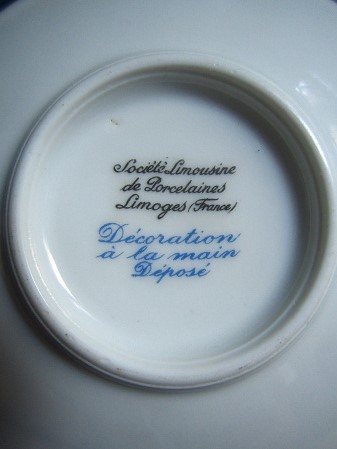 Société Limousine
de Porcelaines
Limoges (France)
Décoration
à la main
Déposé